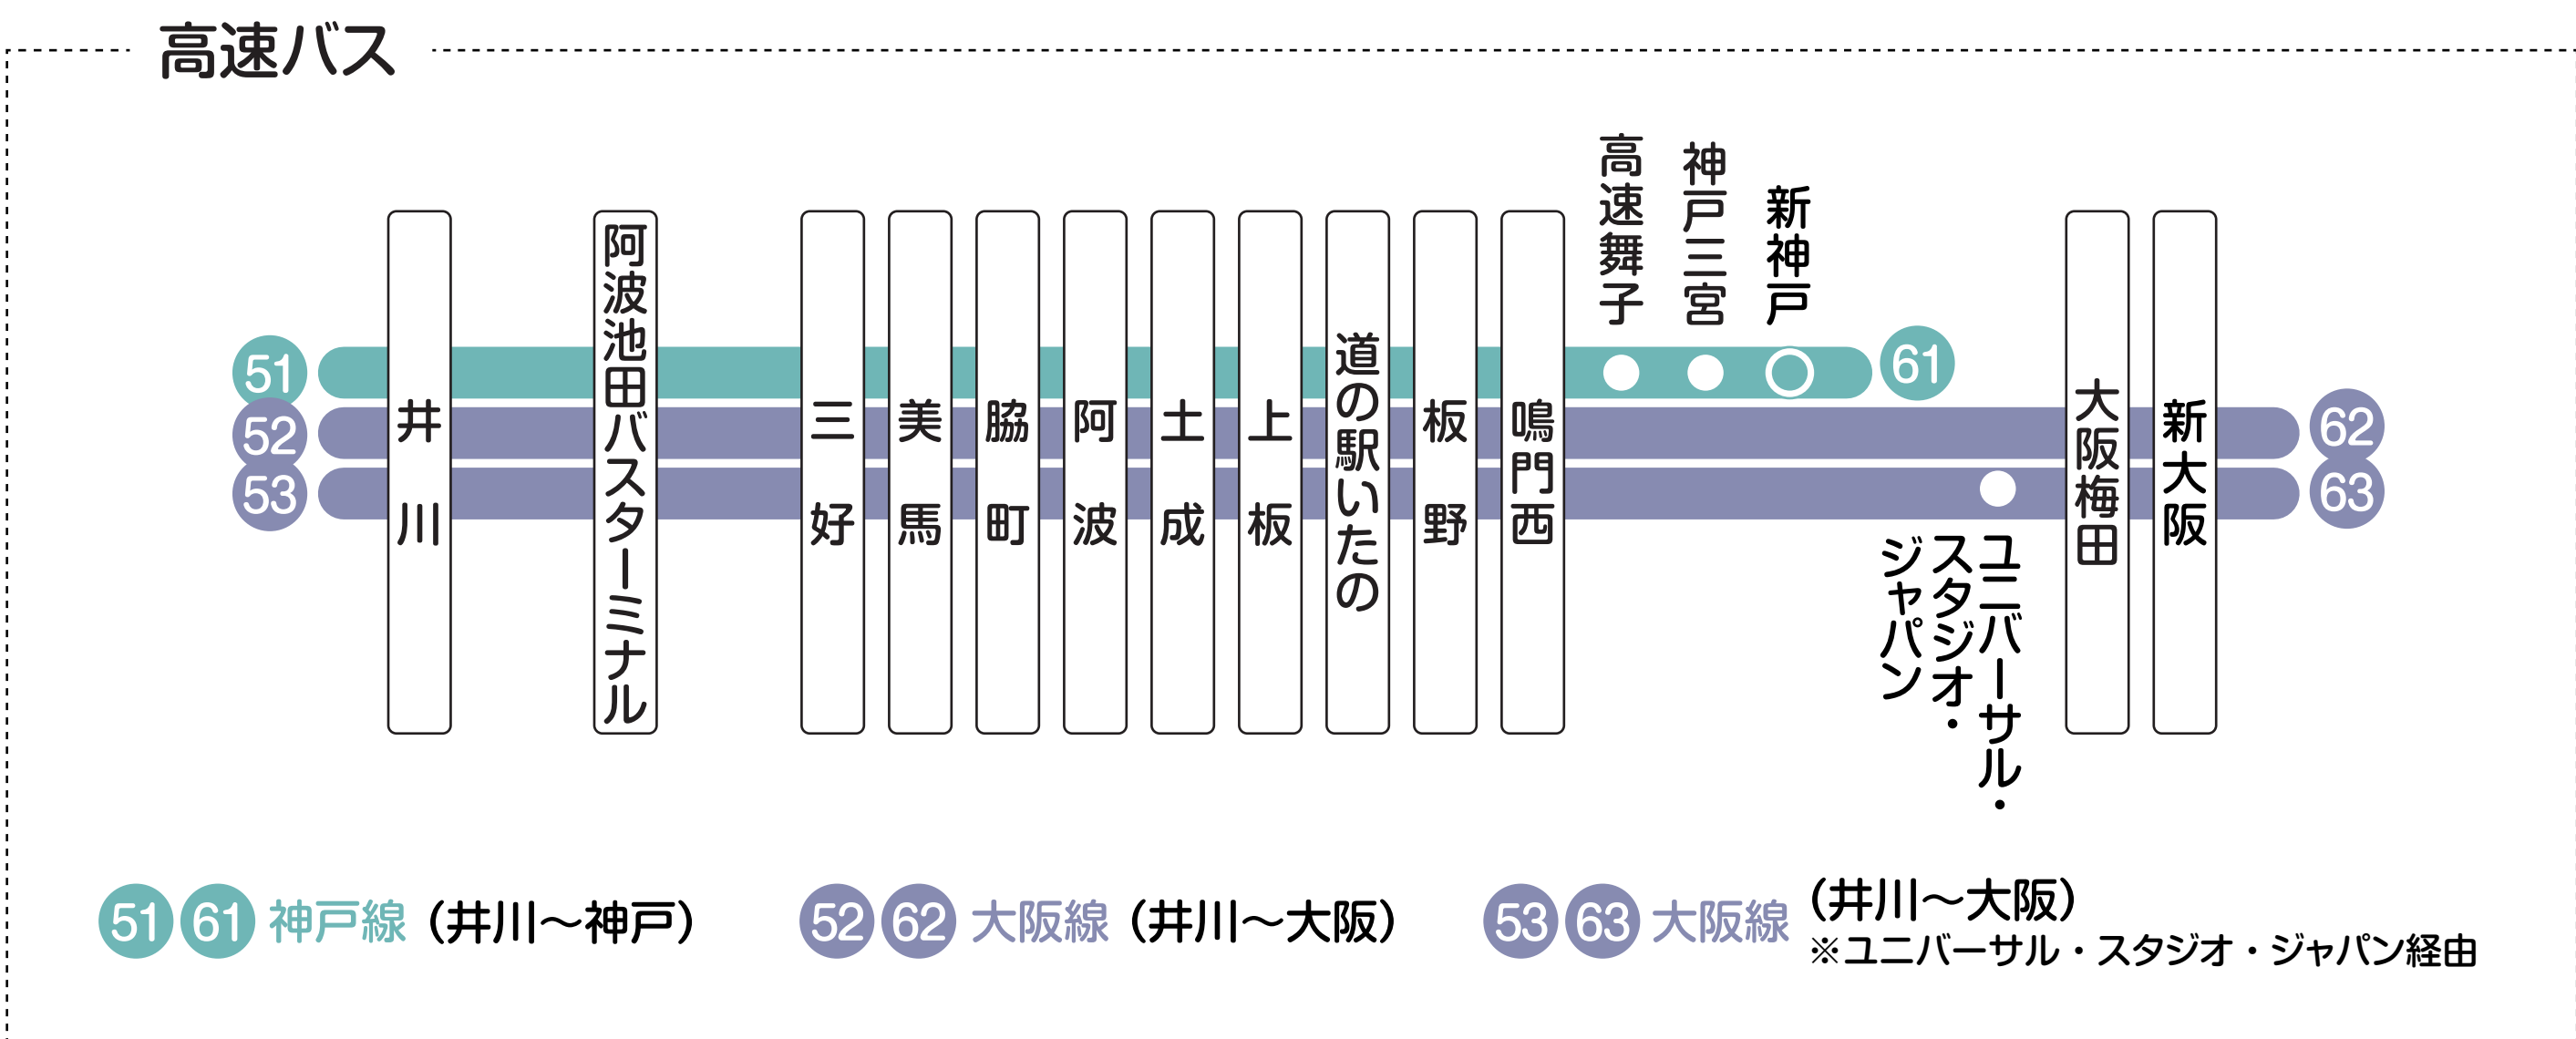 高速バス
高速舞子
神戸三宮
新神戸
51
61
52
62
53
63
井川
阿波池田バスターミナル
三好
美馬
脇町
阿波
土成
上板
道の駅いたの
板野
鳴門西
大阪梅田
新大阪
ユニバーサル・
スタジオ・
ジャパン
51 61 神戸線 (井川〜神戸)
52 62 大阪線 (井川〜大阪)
53 63 大阪線 (井川〜大阪)
※ユニバーサル・スタジオ・ジャパン経由